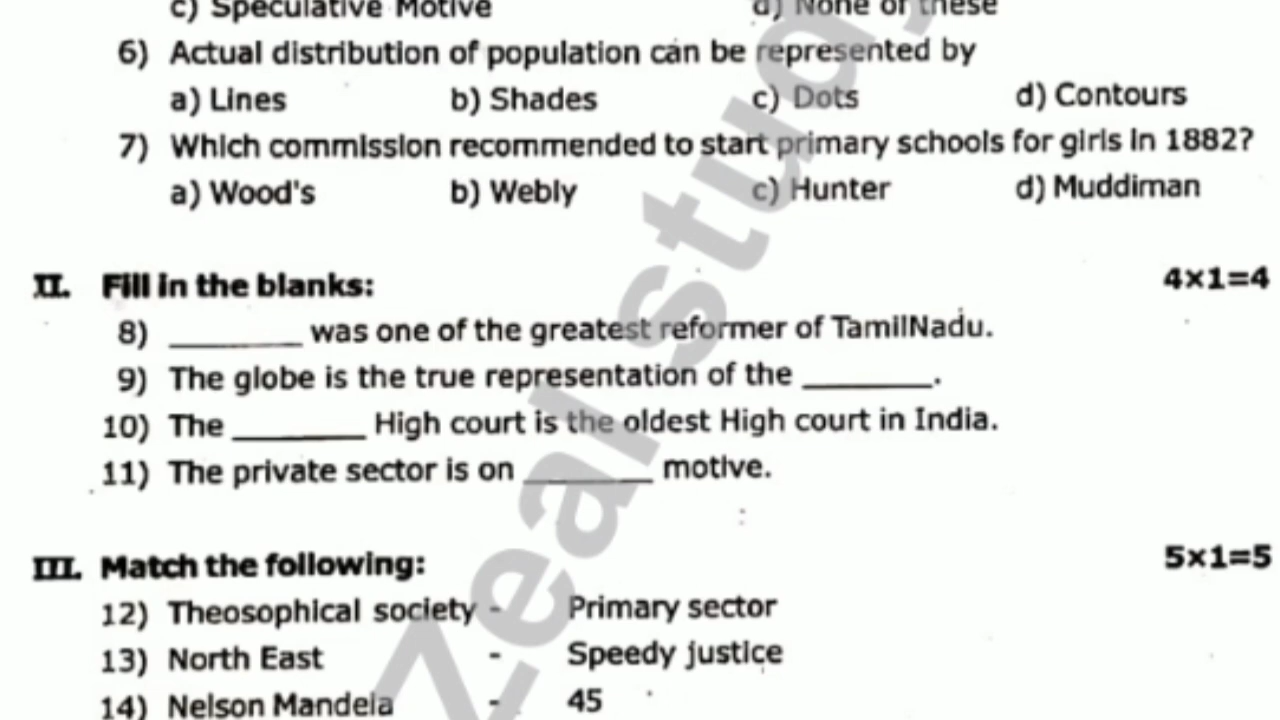 c) Speculative Motive d) None of these
6) Actual distribution of population can be represented by
a) Lines b) Shades c) Dots d) Contours
7) Which commission recommended to start primary schools for girls in 1882?
a) Wood's b) Webly c) Hunter d) Muddiman
II. Fill in the blanks: 4×1=4
8) ________ was one of the greatest reformer of TamilNadu.
9) The globe is the true representation of the ________.
10) The ________ High court is the oldest High court in India.
11) The private sector is on ________ motive.
III. Match the following: 5×1=5
12) Theosophical society - Primary sector
13) North East - Speedy justice
14) Nelson Mandela - 45
Zeal study